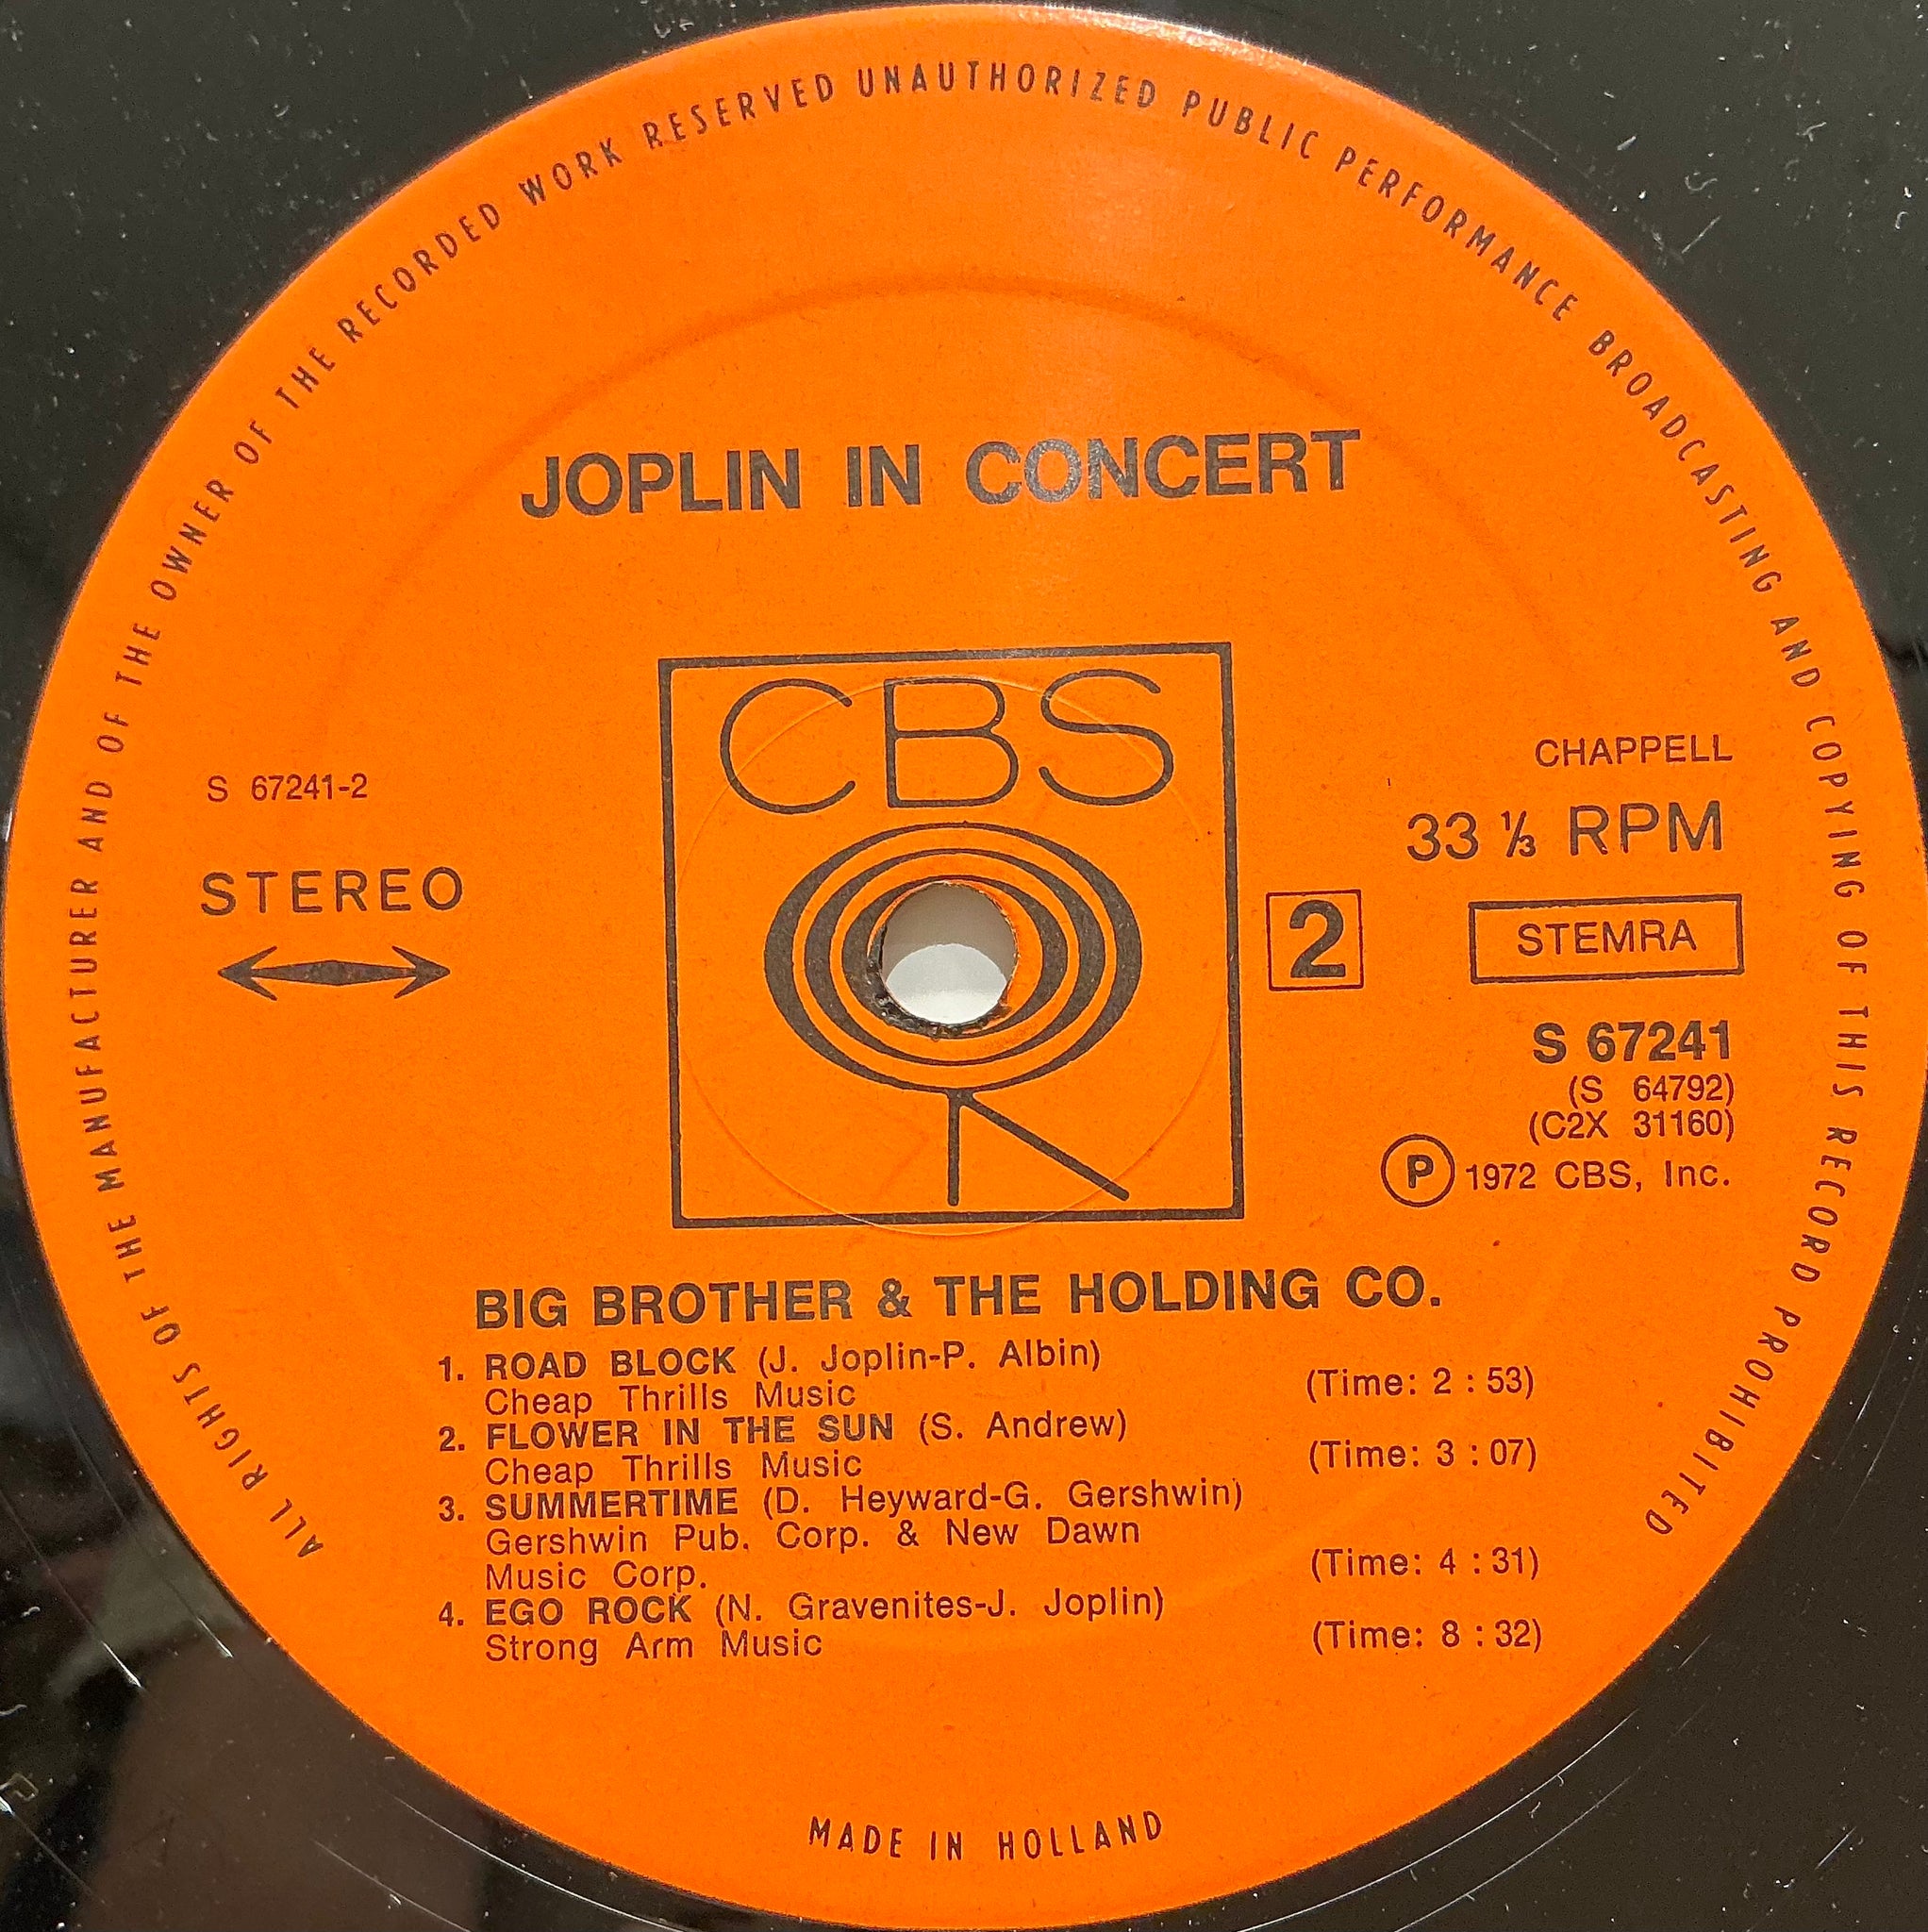 ALL RIGHTS OF THE MANUFACTURER AND OF THE OWNER OF THE RECORDED WORK RESERVED UNAUTHORIZED PUBLIC PERFORMANCE BROADCASTING AND COPYING OF THIS RECORD PROHIBITED
JOPLIN IN CONCERT
CBS
S 67241-2
STEREO
CHAPPELL
33 ⅓ RPM
2
STEMRA
S 67241
(S 64792)
(C2X 31160)
Ⓟ 1972 CBS, Inc.
BIG BROTHER & THE HOLDING CO.
1. ROAD BLOCK (J. Joplin-P. Albin)
Cheap Thrills Music (Time: 2 : 53)
2. FLOWER IN THE SUN (S. Andrew)
Cheap Thrills Music (Time: 3 : 07)
3. SUMMERTIME (D. Heyward-G. Gershwin)
Gershwin Pub. Corp. & New Dawn
Music Corp. (Time: 4 : 31)
4. EGO ROCK (N. Gravenites-J. Joplin)
Strong Arm Music (Time: 8 : 32)
MADE IN HOLLAND